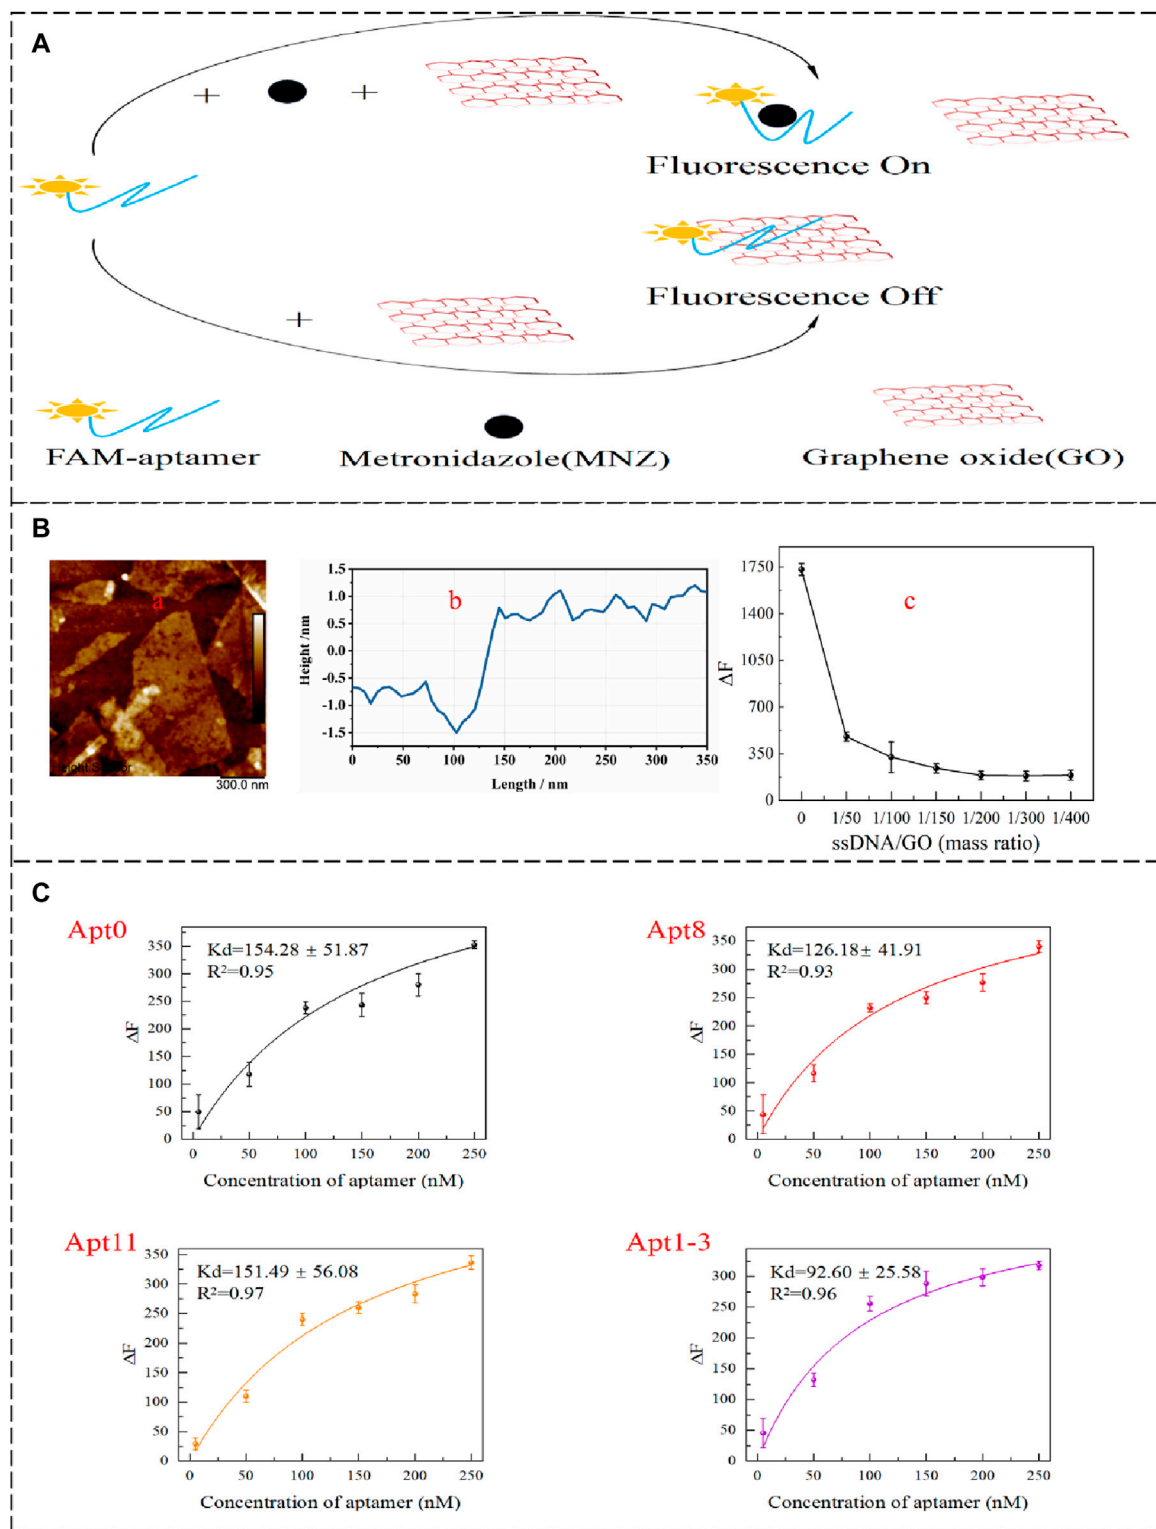 A
+
+
Fluorescence On
Fluorescence Off
+
FAM-aptamer
Metronidazole(MNZ)
Graphene oxide(GO)
B
a
300.0 nm
b
1.5
1.0
0.5
0.0
-0.5
-1.0
-1.5
Height /nm
0 50 100 150 200 250 300 350
Length / nm
c
1750
1400
1050
700
350
0
ΔF
0 1/50 1/100 1/150 1/200 1/300 1/400
ssDNA/GO (mass ratio)
C
Apt0
Kd=154.28 ± 51.87
R²=0.95
350
300
250
200
150
100
50
0
ΔF
0 50 100 150 200 250
Concentration of aptamer (nM)
Apt8
Kd=126.18± 41.91
R²=0.93
350
300
250
200
150
100
50
0
ΔF
0 50 100 150 200 250
Concentration of aptamer (nM)
Apt11
Kd=151.49 ± 56.08
R²=0.97
350
300
250
200
150
100
50
0
ΔF
0 50 100 150 200 250
Concentration of aptamer (nM)
Apt1-3
Kd=92.60 ± 25.58
R²=0.96
300
250
200
150
100
50
0
ΔF
0 50 100 150 200 250
Concentration of aptamer (nM)